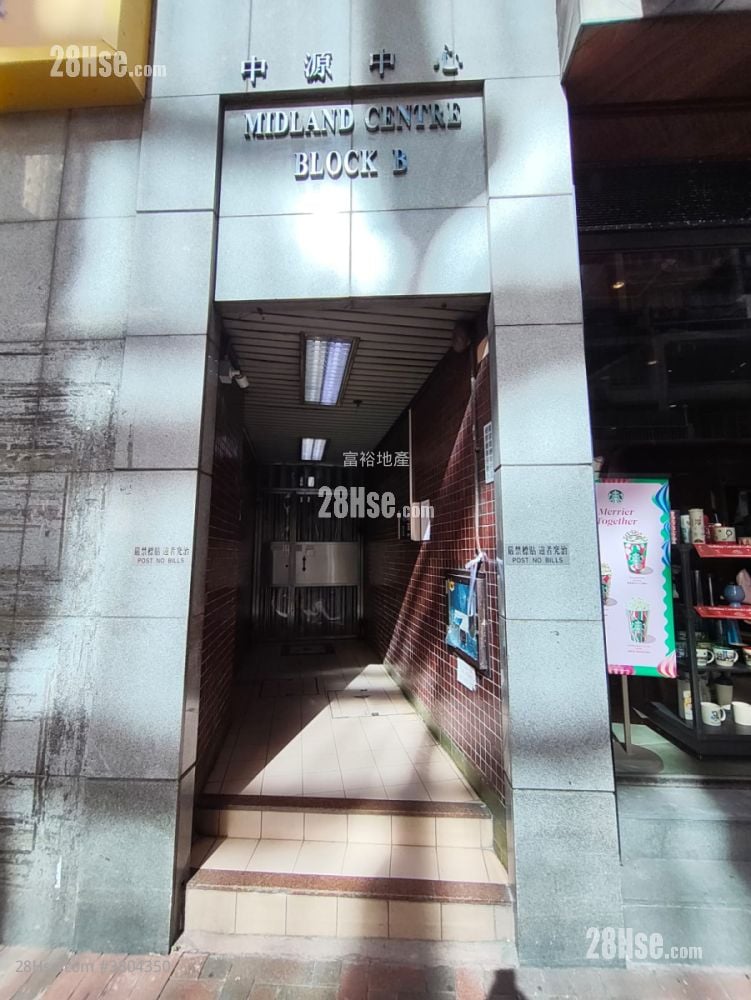 28Hse.com
中源中心
MIDLAND CENTRE
BLOCK B
富裕地產
28Hse.com
Merrier
Together
嚴禁標貼 違者究治
POST NO BILLS
嚴禁標貼 違者究治
POST NO BILLS
28Hse.com